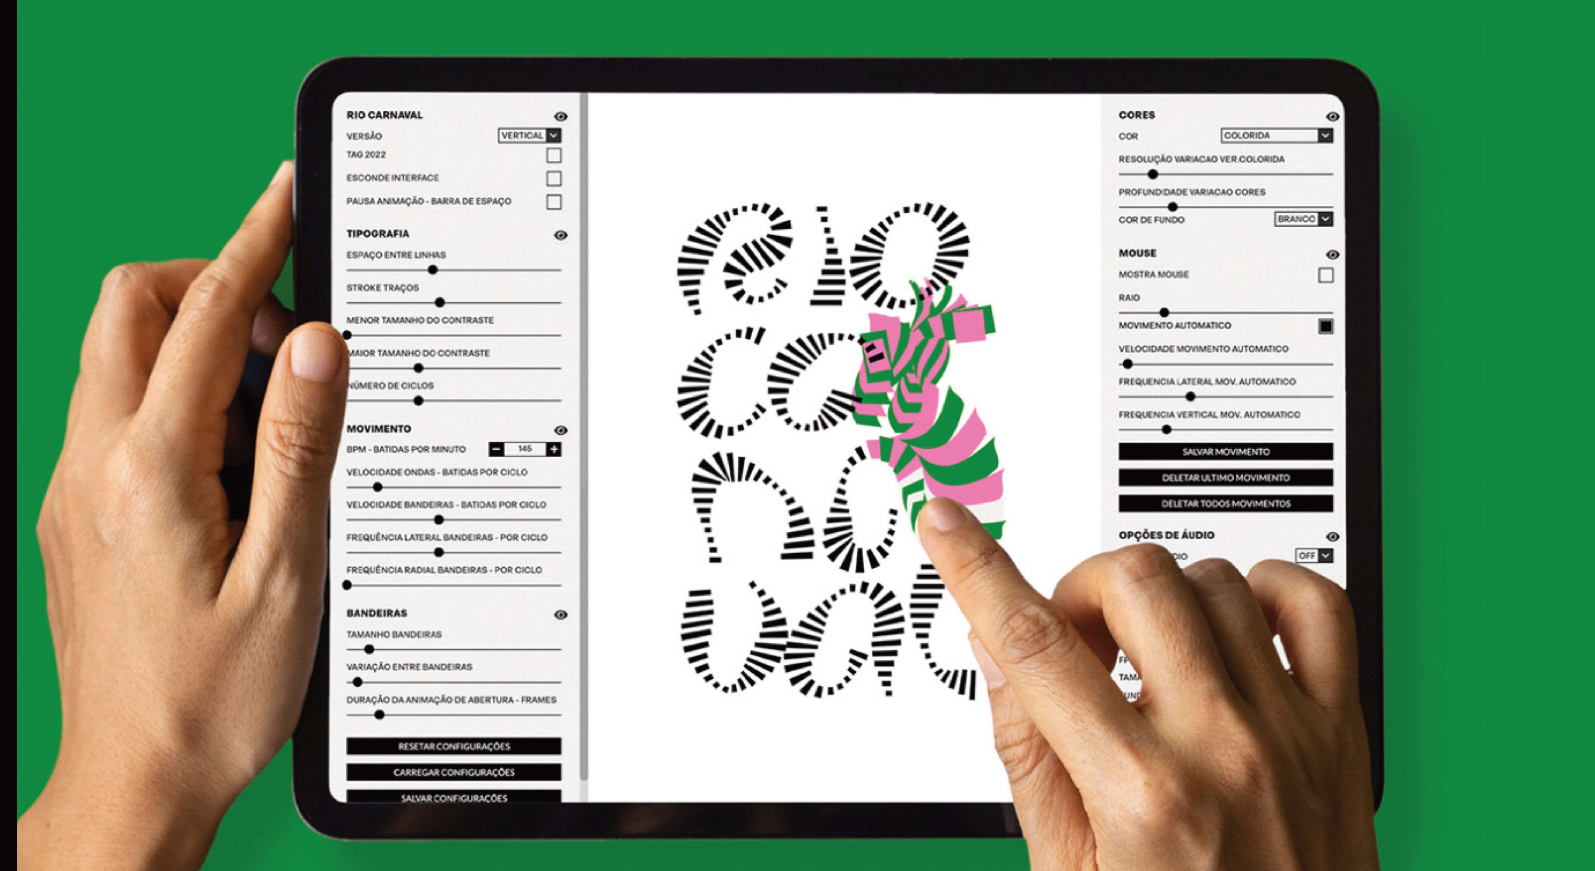 RIO CARNAVAL
VERSÃO
VERTICAL
TAG 2022
ESCONDE INTERFACE
PAUSA ANIMAÇÃO - BARRA DE ESPAÇO
TIPOGRAFIA
ESPAÇO ENTRE LINHAS
STROKE TRAÇOS
MENOR TAMANHO DO CONTRASTE
MAIOR TAMANHO DO CONTRASTE
NÚMERO DE CICLOS
MOVIMENTO
BPM - BATIDAS POR MINUTO
145
VELOCIDADE ONDAS - BATIDAS POR CICLO
VELOCIDADE BANDEIRAS - BATIDAS POR CICLO
FREQUÊNCIA LATERAL BANDEIRAS - POR CICLO
FREQUÊNCIA RADIAL BANDEIRAS - POR CICLO
BANDEIRAS
TAMANHO BANDEIRAS
VARIAÇÃO ENTRE BANDEIRAS
DURAÇÃO DA ANIMAÇÃO DE ABERTURA - FRAMES
RESETAR CONFIGURAÇÕES
CARREGAR CONFIGURAÇÕES
SALVAR CONFIGURAÇÕES
Rio
ca
na
val
CORES
COR
COLORIDA
RESOLUÇÃO VARIACAO VER.COLORIDA
PROFUNDIDADE VARIACAO CORES
COR DE FUNDO
BRANCO
MOUSE
MOSTRA MOUSE
RAIO
MOVIMENTO AUTOMATICO
VELOCIDADE MOVIMENTO AUTOMATICO
FREQUENCIA LATERAL MOV. AUTOMATICO
FREQUENCIA VERTICAL MOV. AUTOMATICO
SALVAR MOVIMENTO
DELETAR ULTIMO MOVIMENTO
DELETAR TODOS MOVIMENTOS
OPÇÕES DE ÁUDIO
OFF